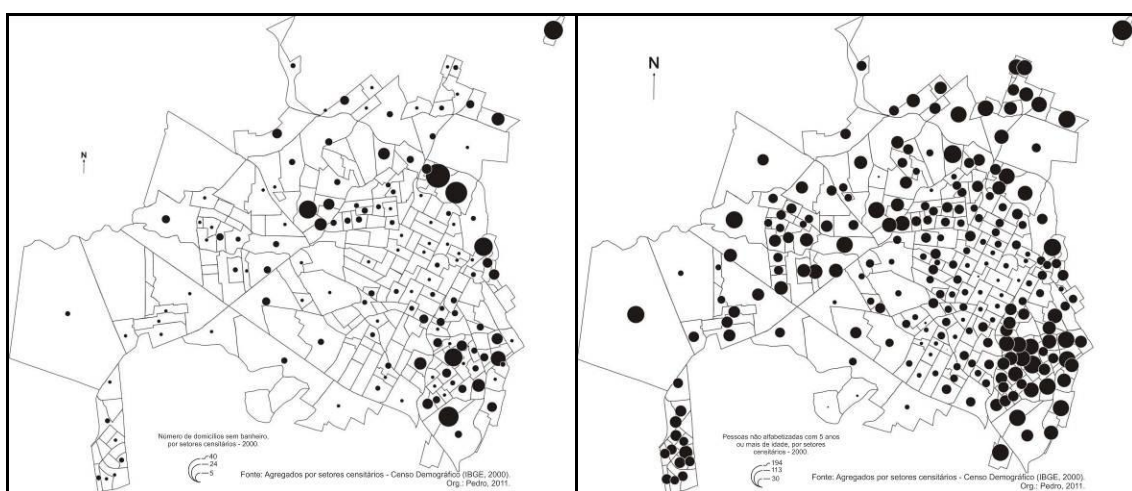 N
Número de domicílios sem banheiro,
por setores censitários - 2000.
40
24
5
Fonte: Agregados por setores censitários - Censo Demográfico (IBGE, 2000).
Org.: Pedro, 2011.
N
Pessoas não alfabetizadas com 5 anos
ou mais de idade, por setores
censitários - 2000.
194
113
30
Fonte: Agregados por setores censitários - Censo Demográfico (IBGE, 2000).
Org.: Pedro, 2011.